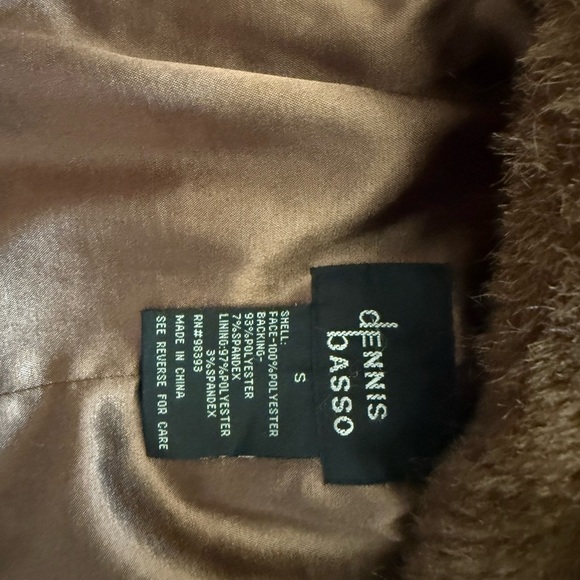 dENNIS
basso
S
SHELL:
FACE-100%POLYESTER
BACKING-
93%POLYESTER
7%SPANDEX
LINING-97%POLYESTER
3%SPANDEX
RN#98393
MADE IN CHINA
SEE REVERSE FOR CARE